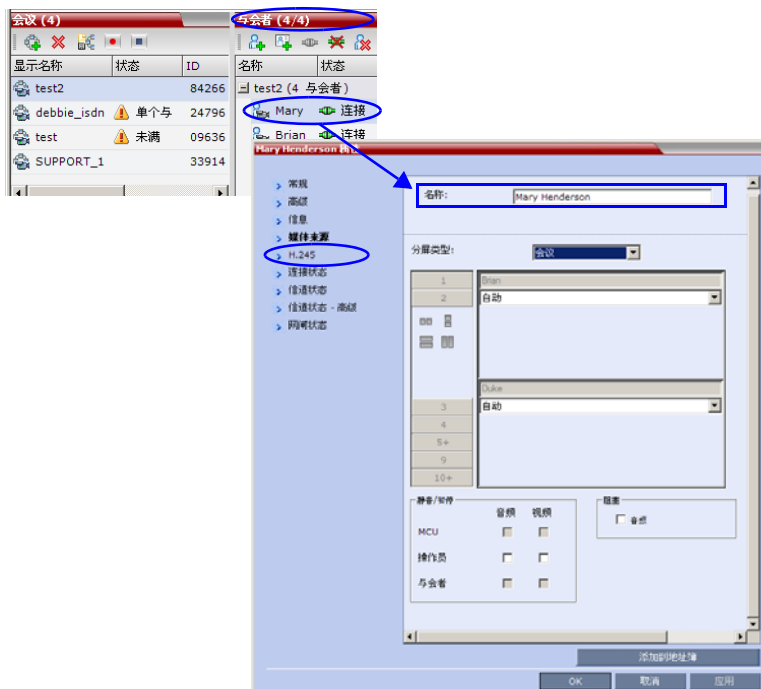 会议 (4)
显示名称 状态 ID
test2 84266
debbie_isdn 单个与 24796
test 未满 09636
SUPPORT_1 33914
与会者 (4/4)
名称 状态
test2 (4 与会者)
Mary 连接
Brian 连接
Mary Henderson
常规
高级
信息
媒体来源
H.245
连接状态
信道状态
信道状态 - 高级
网闸状态
名称: Mary Henderson
分屏类型: 会议
1 Brian
2 自动
Duke
3 自动
4
5+
9
10+
静音/暂停
音频 视频
MCU
操作员
与会者
阻塞
音频
添加到地址簿
OK 取消 应用